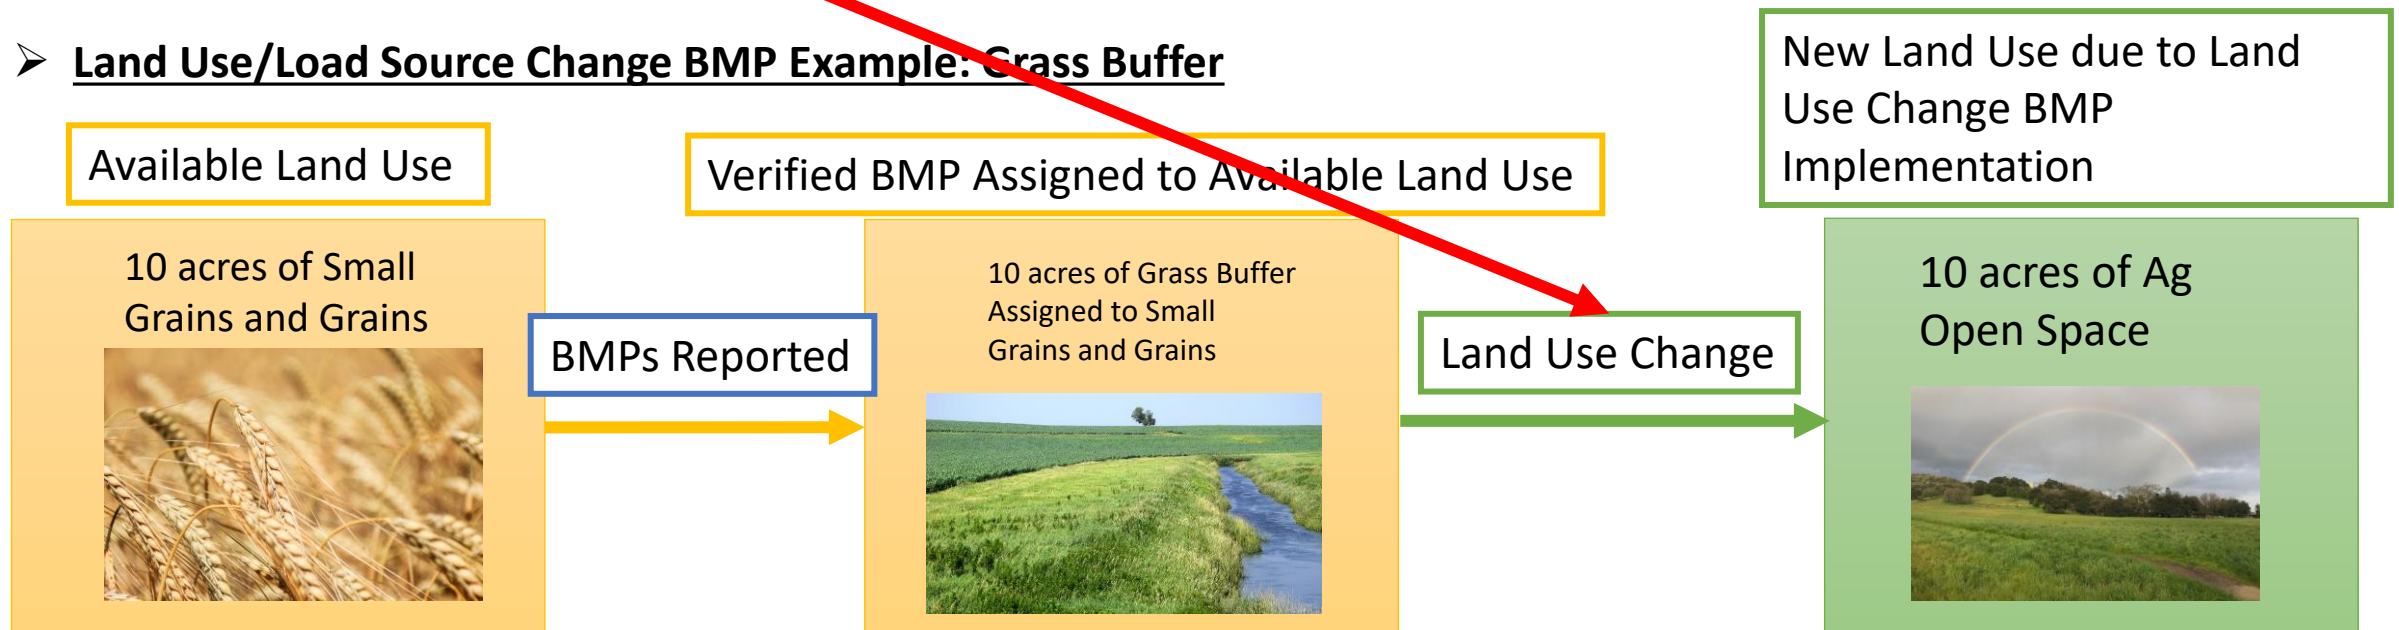 ➢ Land Use/Load Source Change BMP Example: Grass Buffer
New Land Use due to Land
Use Change BMP
Implementation
Available Land Use
Verified BMP Assigned to Available Land Use
10 acres of Small
Grains and Grains
BMPs Reported
10 acres of Grass Buffer
Assigned to Small
Grains and Grains
Land Use Change
10 acres of Ag
Open Space